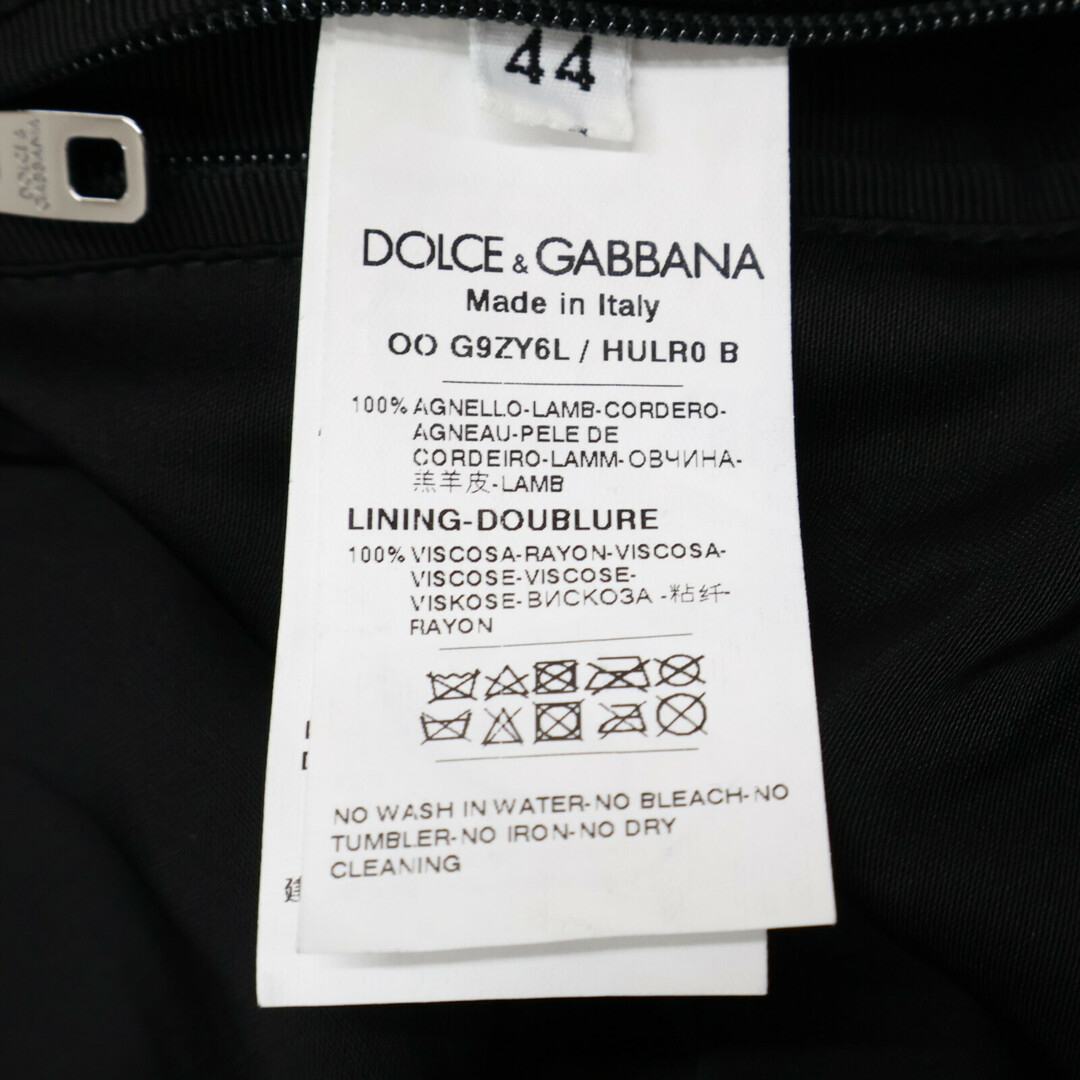 44
DOLCE & GABBANA
DOLCE & GABBANA
Made in Italy
OO G9ZY6L / HULR0 B
100% AGNELLO-LAMB-CORDERO-
AGNEAU-PELE DE
CORDEIRO-LAMM-ОВЧИНА-
羔羊皮-LAMB
LINING-DOUBLURE
100% VISCOSA-RAYON-VISCOSA-
VISCOSE-VISCOSE-
VISKOSE-ВИСКОЗА -粘纤-
RAYON
NO WASH IN WATER-NO BLEACH-NO
TUMBLER-NO IRON-NO DRY
CLEANING